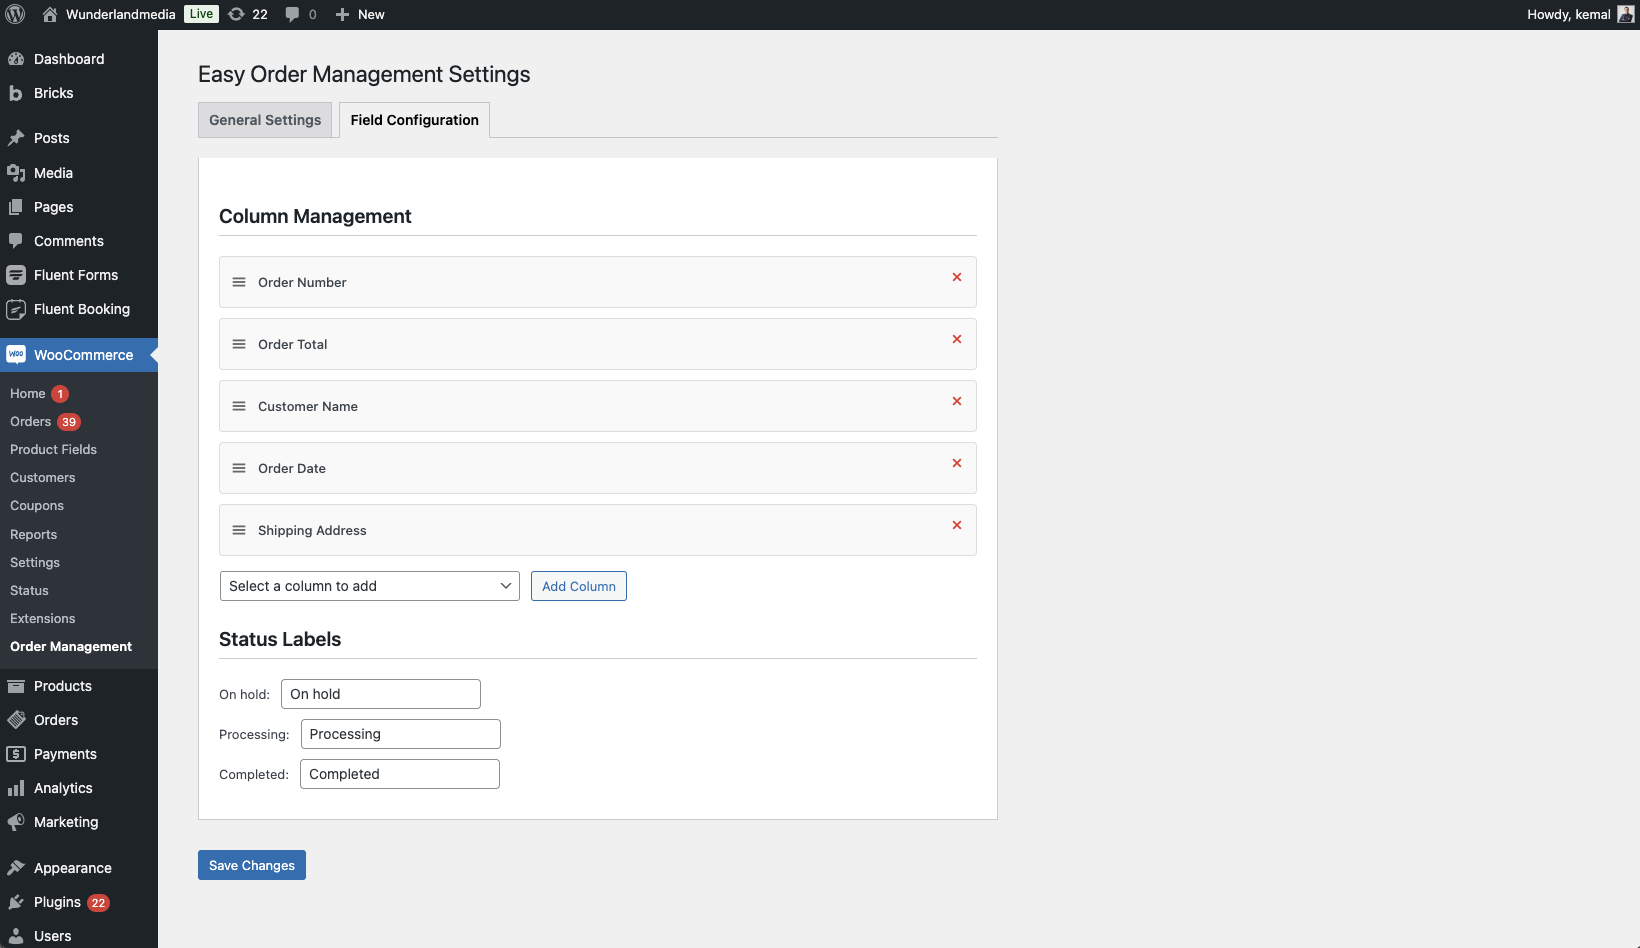 Wunderlandmedia Live 22 0 New Howdy, kemal
Dashboard
Bricks
Posts
Media
Pages
Comments
Fluent Forms
Fluent Booking
Woo WooCommerce
Home 1
Orders 39
Product Fields
Customers
Coupons
Reports
Settings
Status
Extensions
Order Management
Products
Orders
Payments
Analytics
Marketing
Appearance
Plugins 22
Users
Easy Order Management Settings
General Settings Field Configuration
Column Management
Order Number
Order Total
Customer Name
Order Date
Shipping Address
Select a column to add Add Column
Status Labels
On hold: On hold
Processing: Processing
Completed: Completed
Save Changes